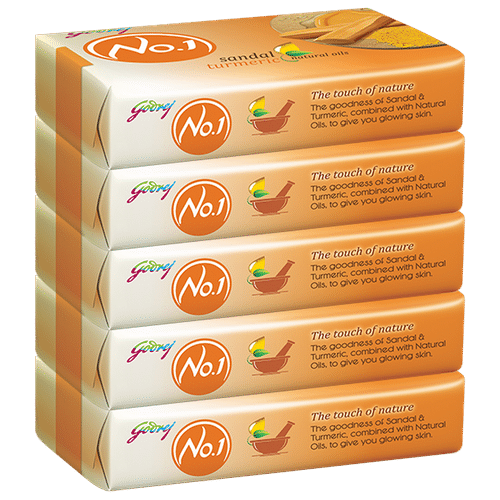 No.1
sandal &
turmeric natural oils
Godrej
No.1
The touch of nature
The goodness of Sandal &
Turmeric, combined with Natural
Oils, to give you glowing skin.
Godrej
No.1
The touch of nature
The goodness of Sandal &
Turmeric, combined with Natural
Oils, to give you glowing skin.
Godrej
No.1
The touch of nature
The goodness of Sandal &
Turmeric, combined with Natural
Oils, to give you glowing skin.
Godrej
No.1
The touch of nature
The goodness of Sandal &
Turmeric, combined with Natural
Oils, to give you glowing skin.
Godrej
No.1
The touch of nature
The goodness of Sandal &
Turmeric, combined with Natural
Oils, to give you glowing skin.